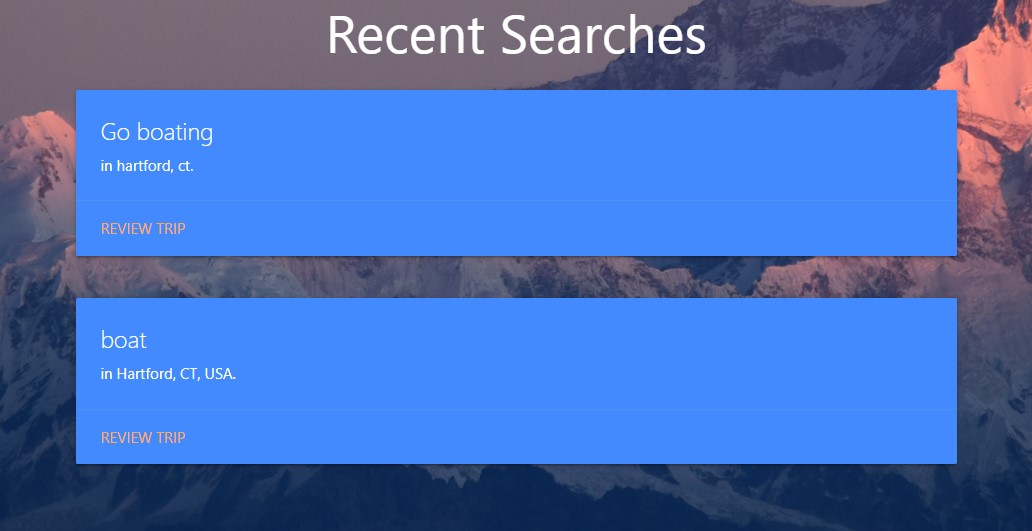 Recent Searches
Go boating
in hartford, ct.
REVIEW TRIP
boat
in Hartford, CT, USA.
REVIEW TRIP